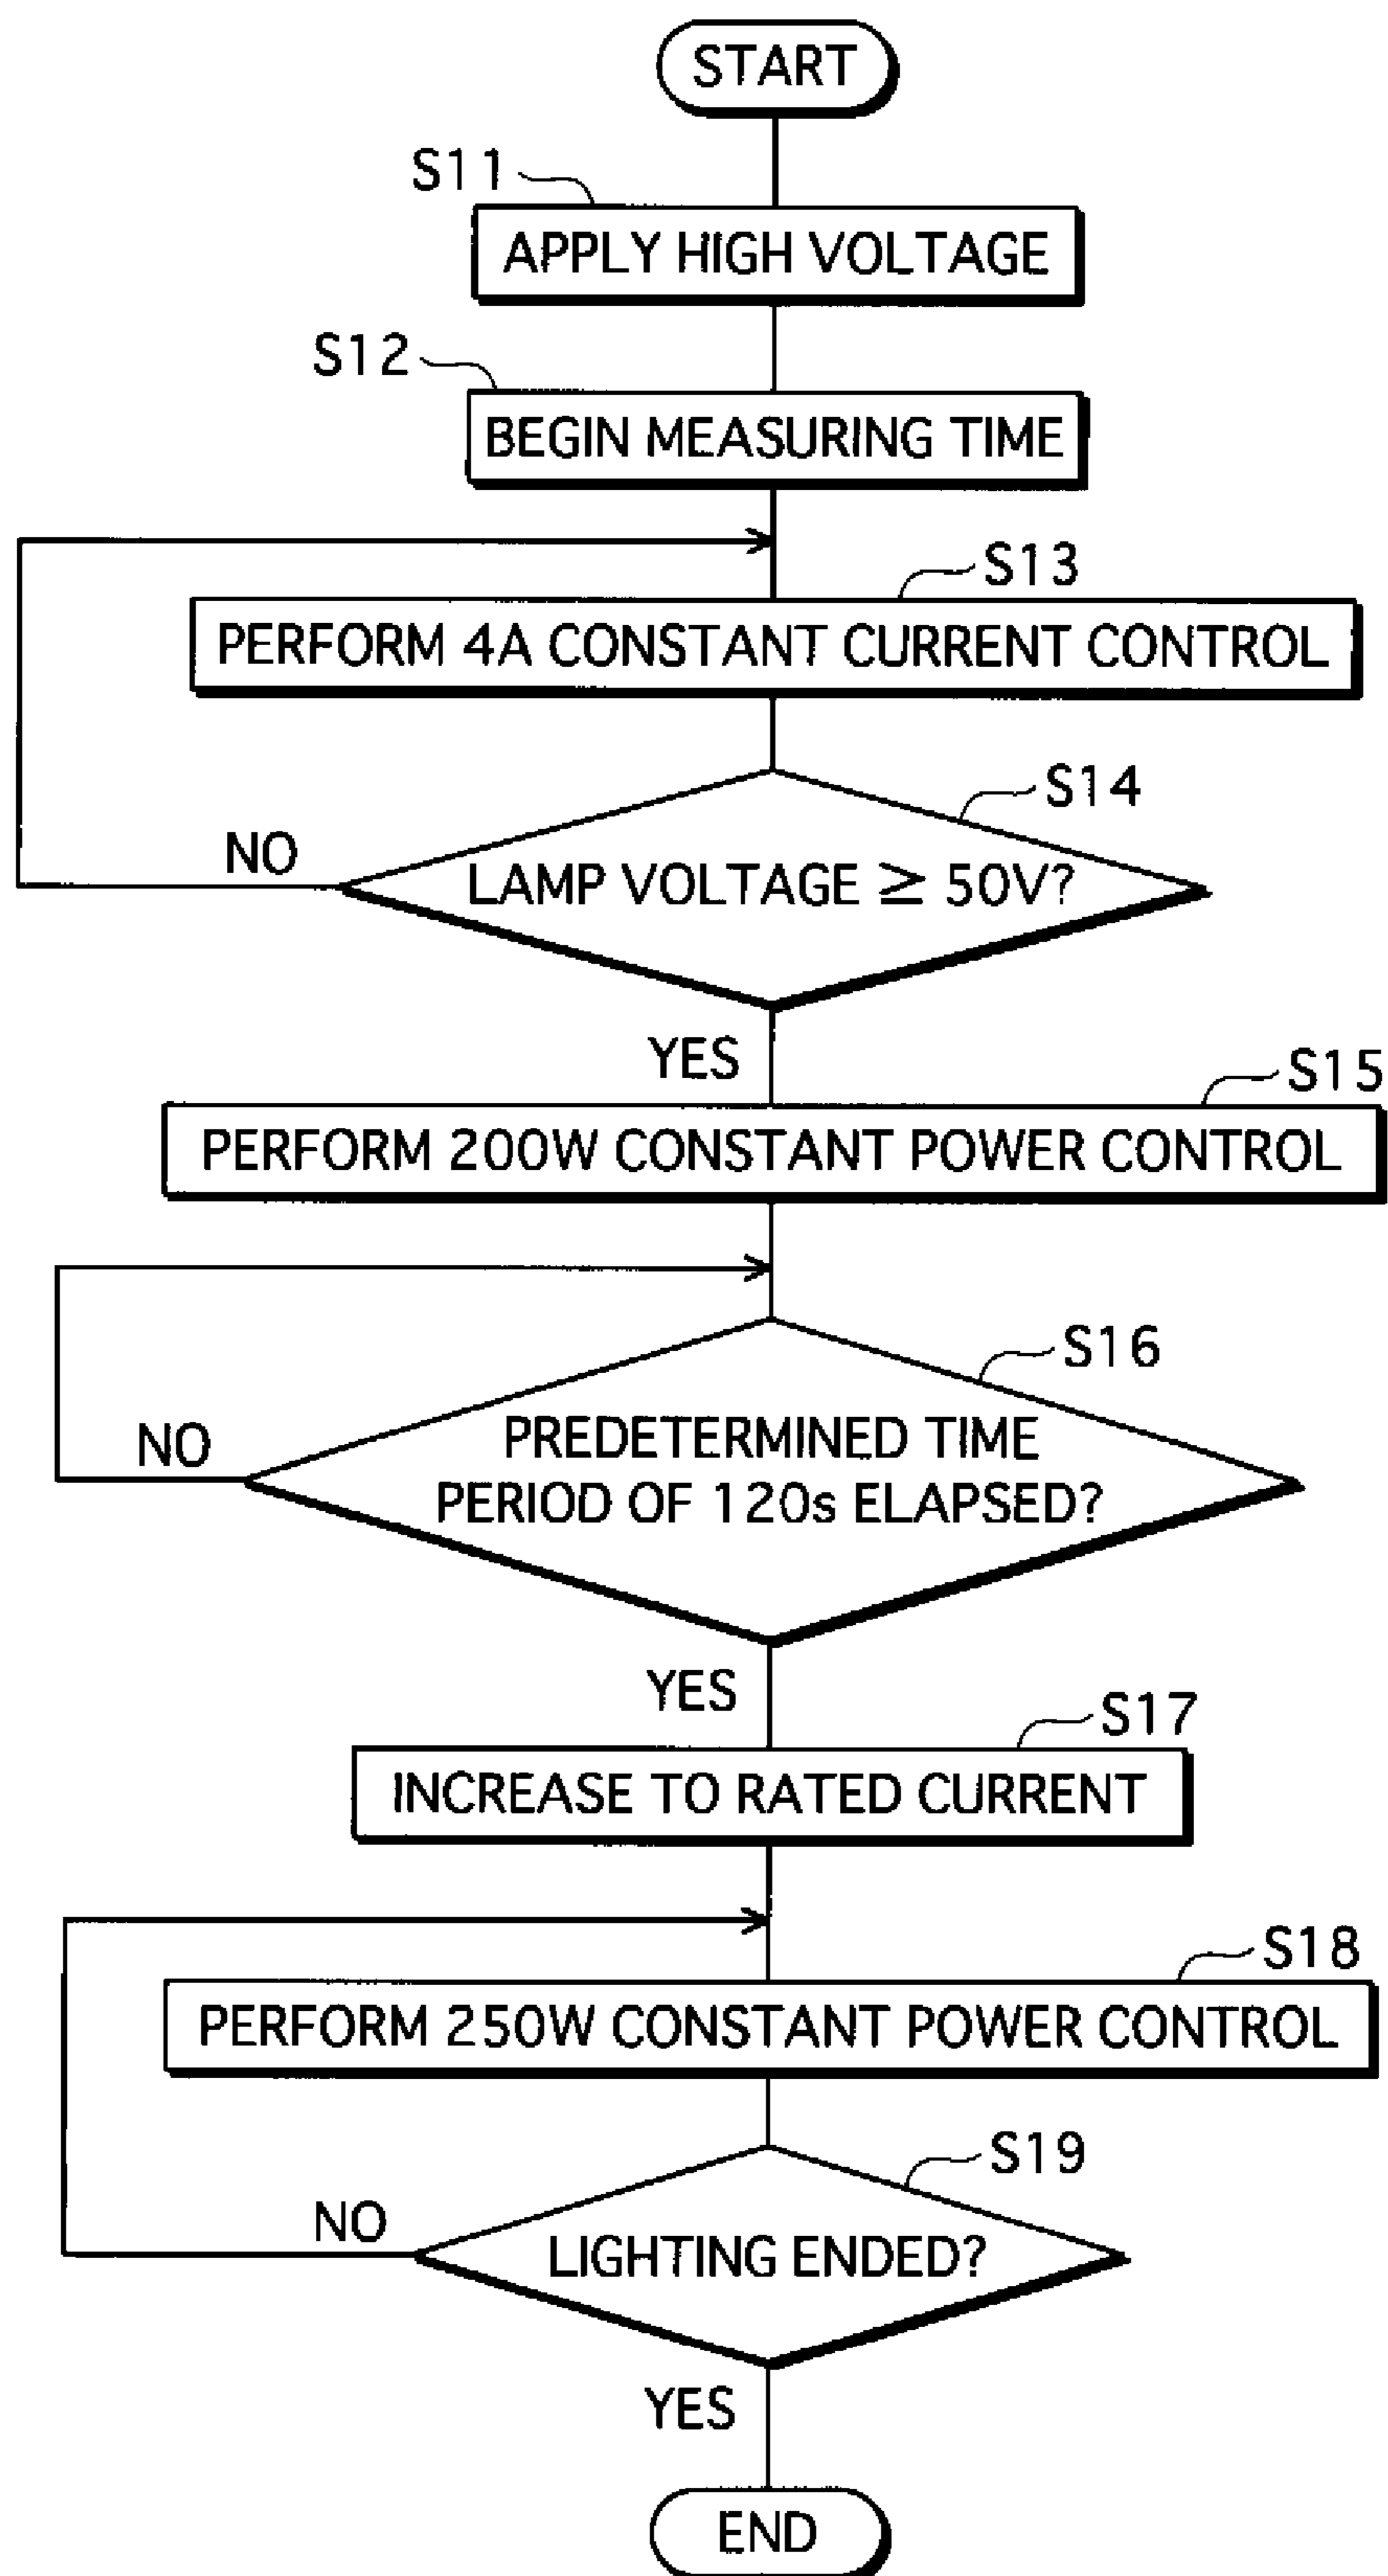 START
S11
APPLY HIGH VOLTAGE
S12
BEGIN MEASURING TIME
S13
PERFORM 4A CONSTANT CURRENT CONTROL
S14
NO
LAMP VOLTAGE ≧ 50V?
YES
S15
PERFORM 200W CONSTANT POWER CONTROL
S16
NO
PREDETERMINED TIME
PERIOD OF 120s ELAPSED?
YES
S17
INCREASE TO RATED CURRENT
S18
PERFORM 250W CONSTANT POWER CONTROL
S19
NO
LIGHTING ENDED?
YES
END